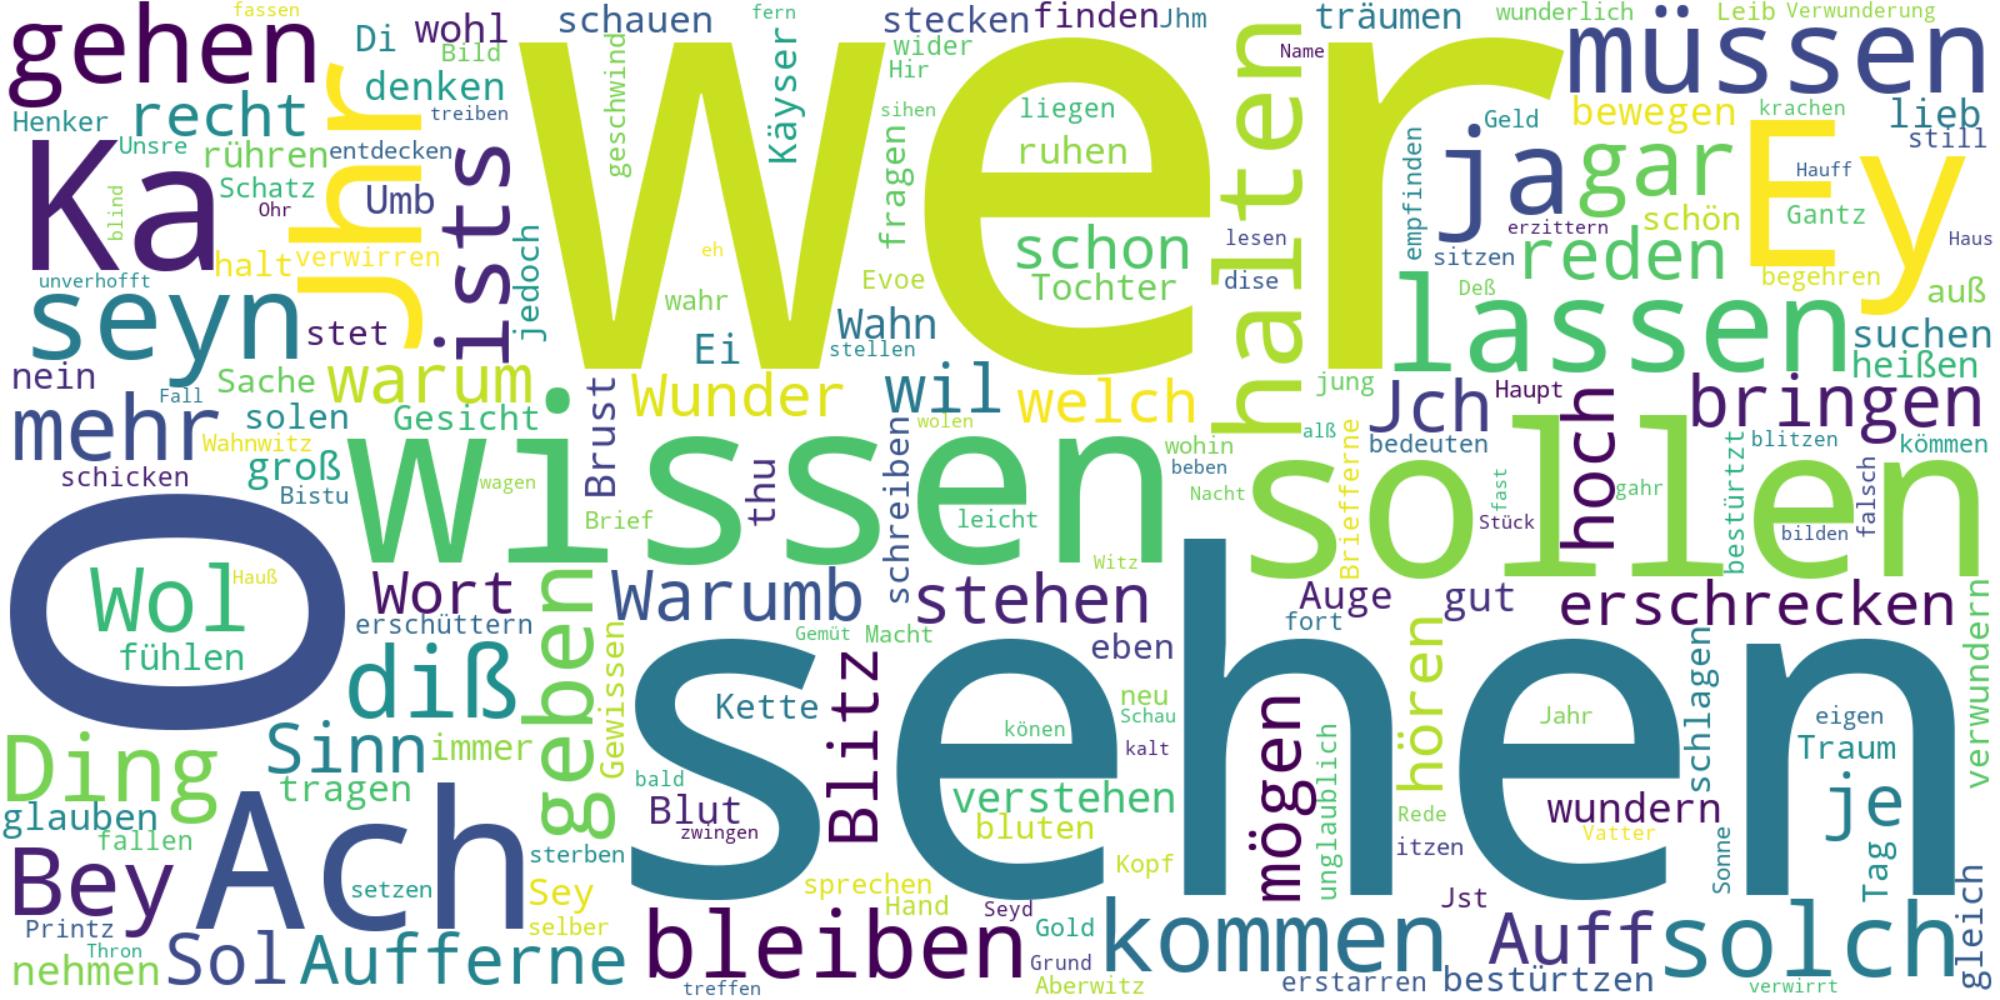 fassen
gehen
Di
wohl
Bild
schauen
fern
stecken
finden
Jhm
träumen
wunderlich
Leib
Verwunderung
müssen
wer
geschwind
Käyser
wider
Hir
Name
denken
treiben
Henker
recht
Jhr
sihen
liegen
halten
Geld
bewegen
krachen
lieb
still
Unsre
rühren
entdecken
ists
fragen
ruhen
empfinden
ja
gar
Ey
Hauff
Ka
blind
Schatz
Ohr
Umb
schön
Gantz
erzittern
Haus
halt
verwirren
jedoch
eh
schon
lesen
sitzen
reden
begehren
unverhofft
Evoe
Tochter
dise
Deß
auß
seyn
stet
wahr
Wahn
lassen
suchen
Ei
stellen
heißen
nein
Sache
warum
Fall
Brust
Wunder
wil
welch
jung
Jch
Haupt
hoch
bringen
mehr
solen
Gesicht
wolen
alß
Wahnwitz
wissen
schreiben
wohin
Briefferne
bedeuten
sollen
bestürtzt
blitzen
kömmen
schicken
groß
Bistu
wagen
thu
beben
Nacht
fast
gahr
falsch
Brief
leicht
Stück
bilden
O
Wol
Hauß
fühlen
Witz
Wort
geben
Warumb
stehen
Auge
gut
erschrecken
erschüttern
Gewissen
Gemüt
Macht
eben
fort
hören
schlagen
verwundern
diß
sehen
Blitz
Kette
neu
Schau
mögen
Jahr
eigen
Ding
Sinn
immer
könen
kalt
unglaublich
Traum
tragen
bald
verstehen
je
glauben
Ach
Blut
zwingen
bluten
Rede
wundern
Vatter
fallen
itzen
Sonne
Tag
Bey
setzen
sterben
Kopf
Sey
sprechen
Hand
Jst
gleich
Printz
selber
Seyd
Gold
Thron
nehmen
Sol
Aufferne
bleiben
kommen
Auff
solch
Grund
treffen
Aberwitz
erstarren
bestürtzen
verwirrt